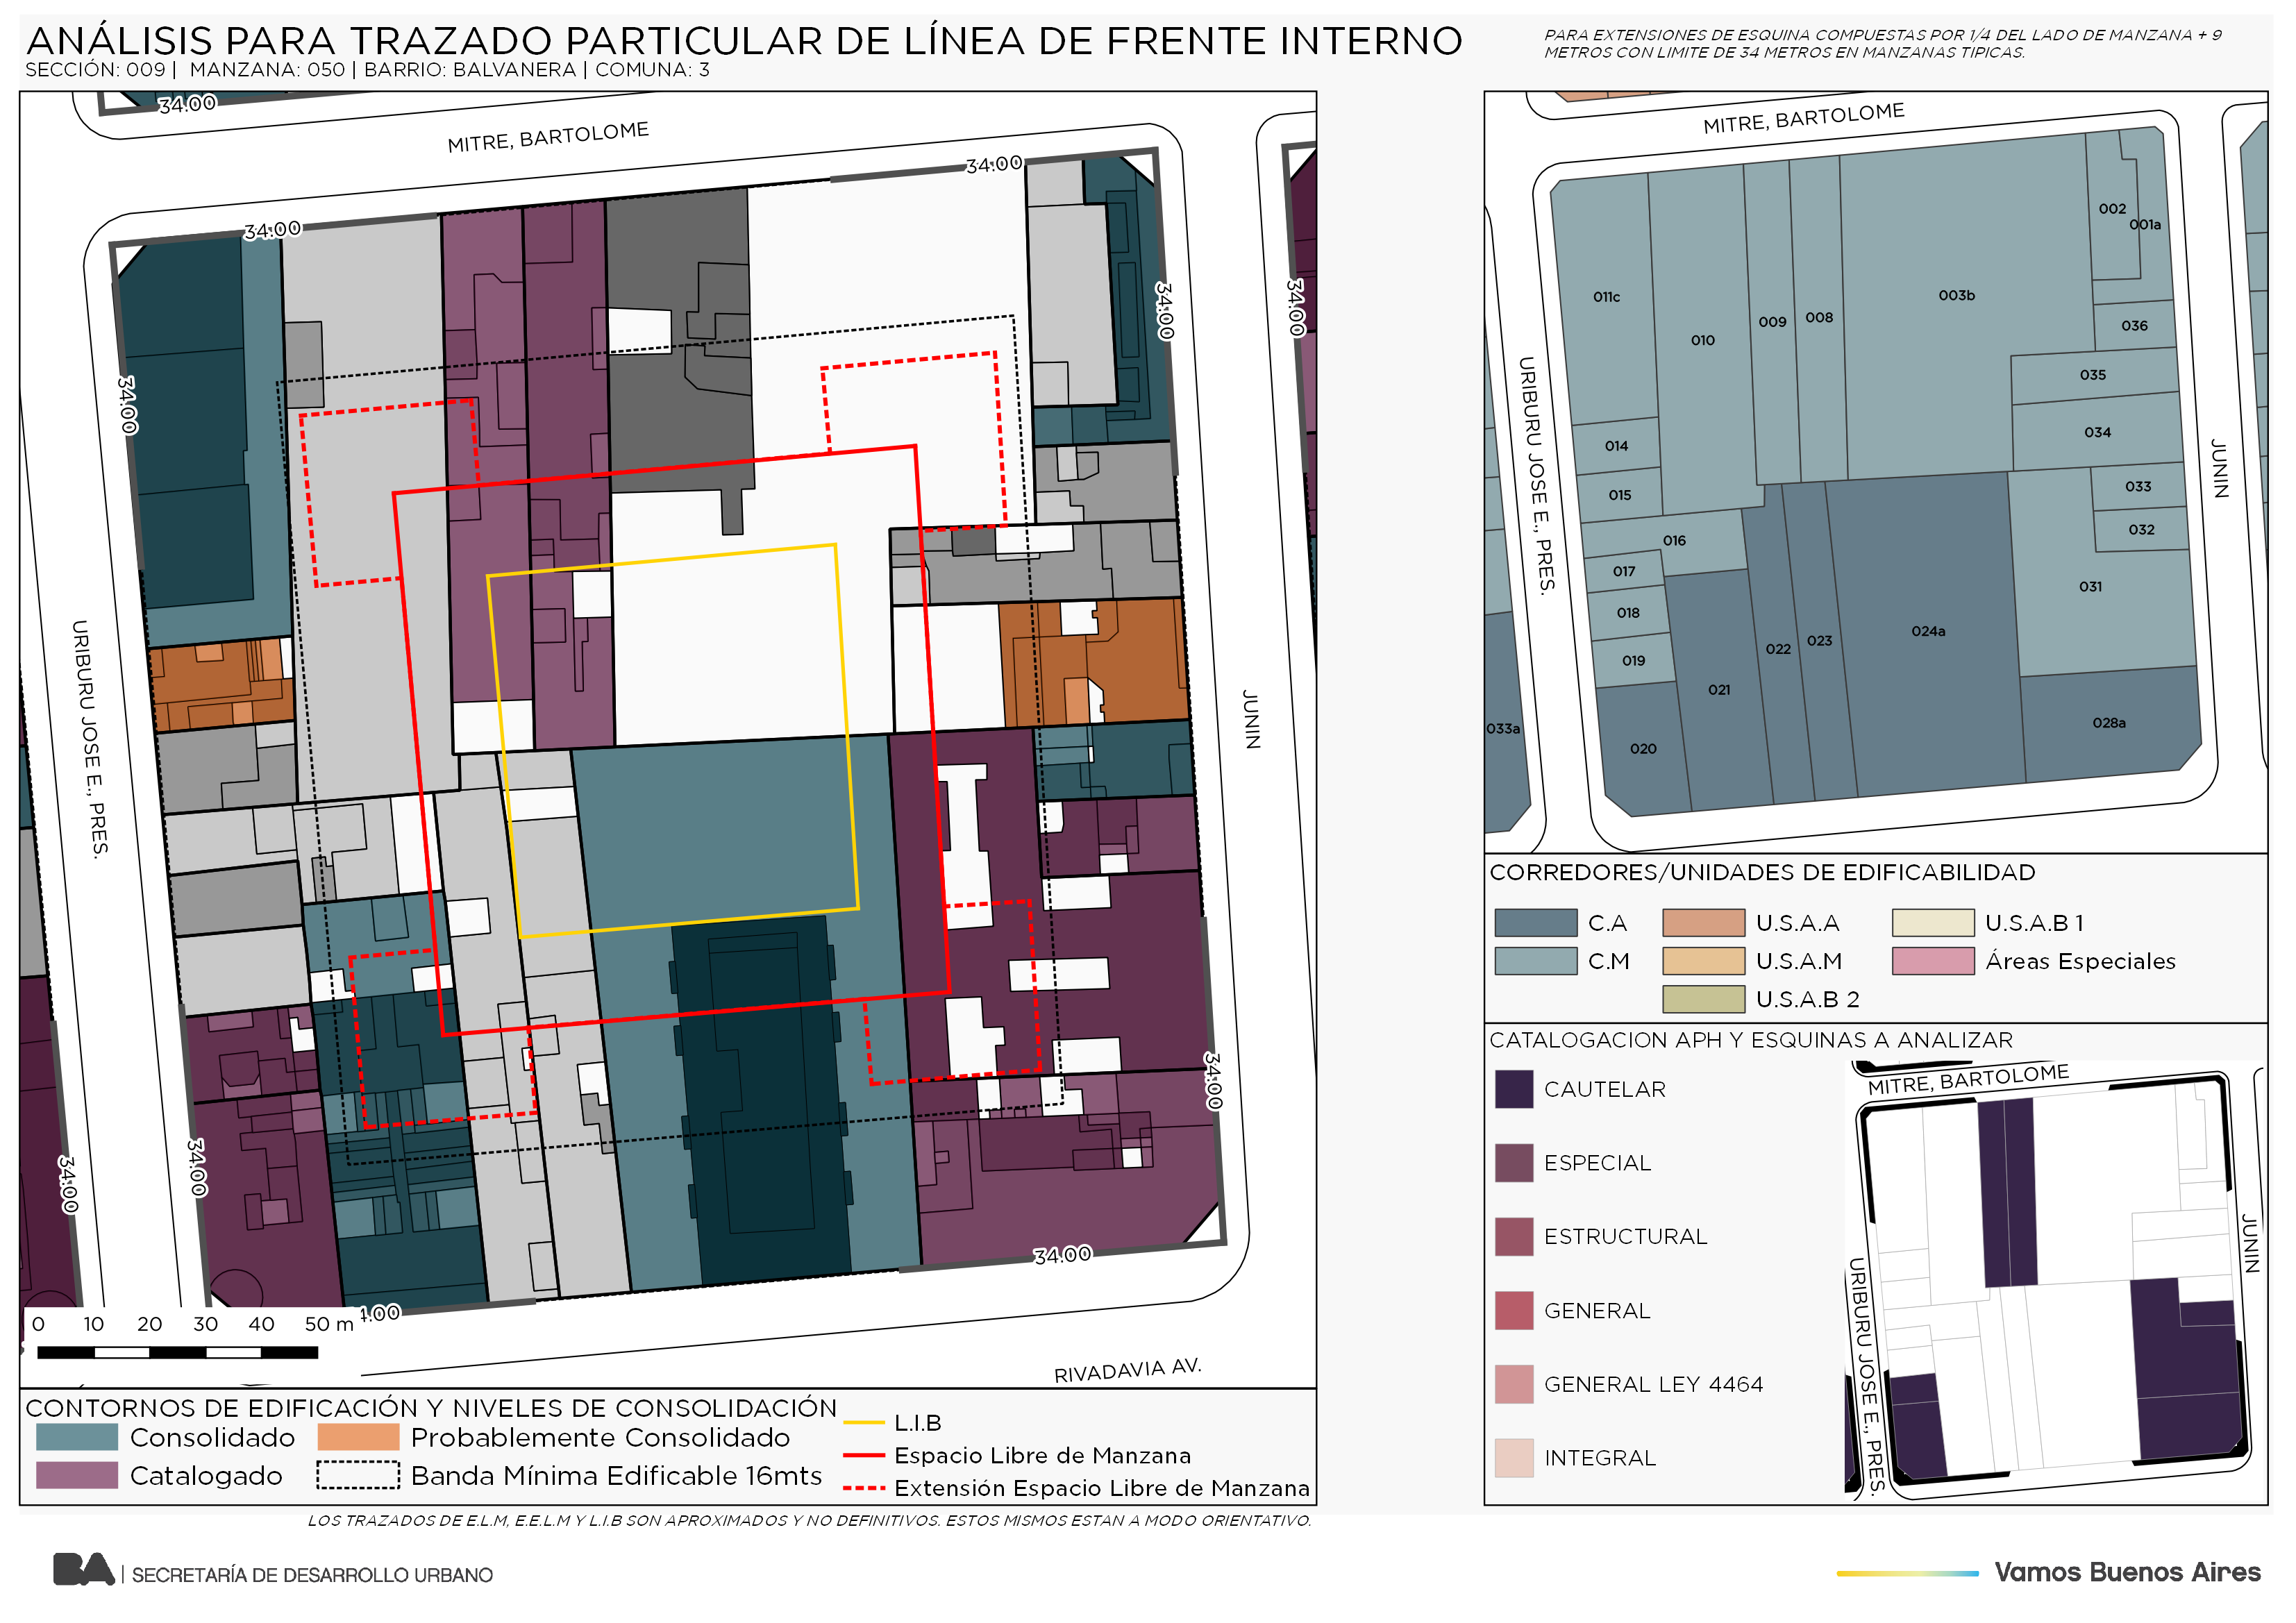 ANÁLISIS PARA TRAZADO PARTICULAR DE LÍNEA DE FRENTE INTERNO
SECCIÓN: 009 | MANZANA: 050 | BARRIO: BALVANERA | COMUNA: 3
PARA EXTENSIONES DE ESQUINA COMPUESTAS POR 1/4 DEL LADO DE MANZANA + 9
METROS CON LIMITE DE 34 METROS EN MANZANAS TIPICAS.
34.00
MITRE, BARTOLOME
34.00
34.00
34.00
34.00
34.00
URIBURU JOSE E., PRES.
JUNIN
34.00
34.00
34.00
34.00
RIVADAVIA AV.
0 10 20 30 40 50 m
CONTORNOS DE EDIFICACIÓN Y NIVELES DE CONSOLIDACIÓN
Consolidado
Catalogado
Probablemente Consolidado
Banda Mínima Edificable 16mts
L.I.B
Espacio Libre de Manzana
Extensión Espacio Libre de Manzana
LOS TRAZADOS DE E.L.M, E.E.L.M Y L.I.B SON APROXIMADOS Y NO DEFINITIVOS. ESTOS MISMOS ESTAN A MODO ORIENTATIVO.
MITRE, BARTOLOME
URIBURU JOSE E., PRES.
JUNIN
002
001a
011c
003b
009
008
036
010
035
034
014
015
033
032
016
017
031
018
024a
023
022
019
021
028a
033a
020
CORREDORES/UNIDADES DE EDIFICABILIDAD
C.A
C.M
U.S.A.A
U.S.A.M
U.S.A.B 2
U.S.A.B 1
Áreas Especiales
CATALOGACION APH Y ESQUINAS A ANALIZAR
CAUTELAR
ESPECIAL
ESTRUCTURAL
GENERAL
GENERAL LEY 4464
INTEGRAL
MITRE, BARTOLOME
URIBURU JOSE E., PRES.
JUNIN
BA | SECRETARÍA DE DESARROLLO URBANO
Vamos Buenos Aires